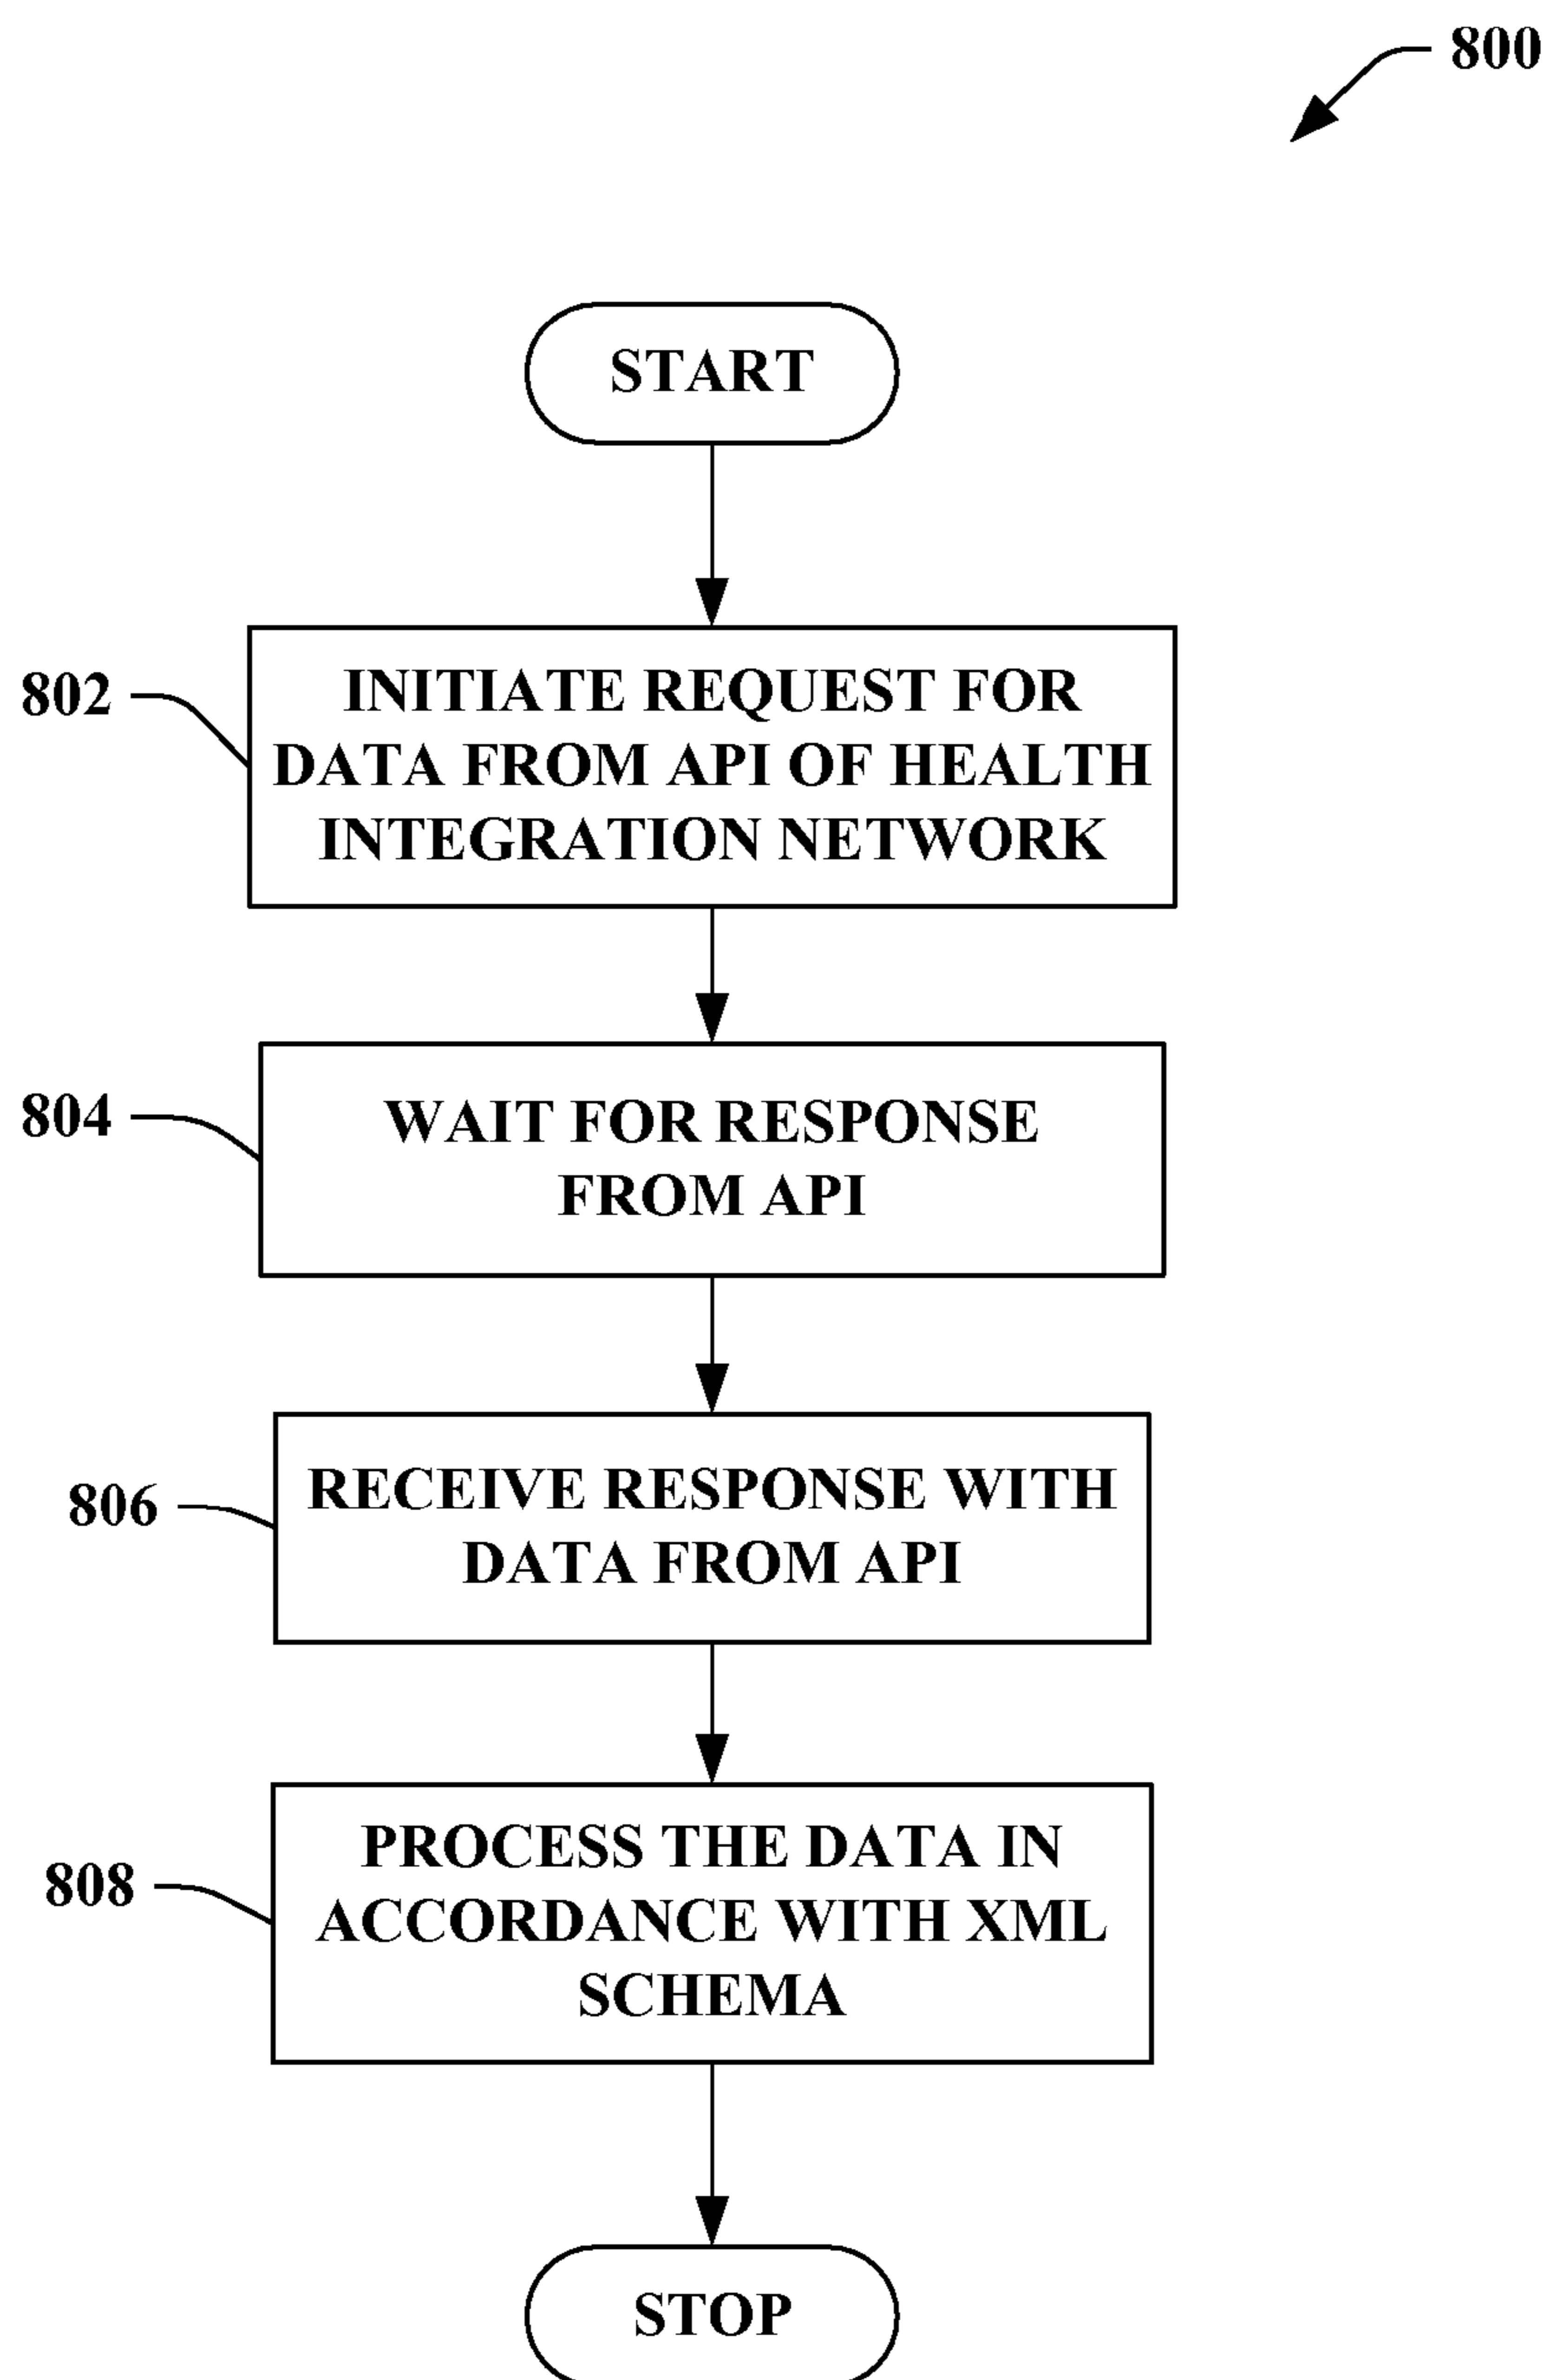 800
START
802
INITIATE REQUEST FOR
DATA FROM API OF HEALTH
INTEGRATION NETWORK
804
WAIT FOR RESPONSE
FROM API
806
RECEIVE RESPONSE WITH
DATA FROM API
808
PROCESS THE DATA IN
ACCORDANCE WITH XML
SCHEMA
STOP